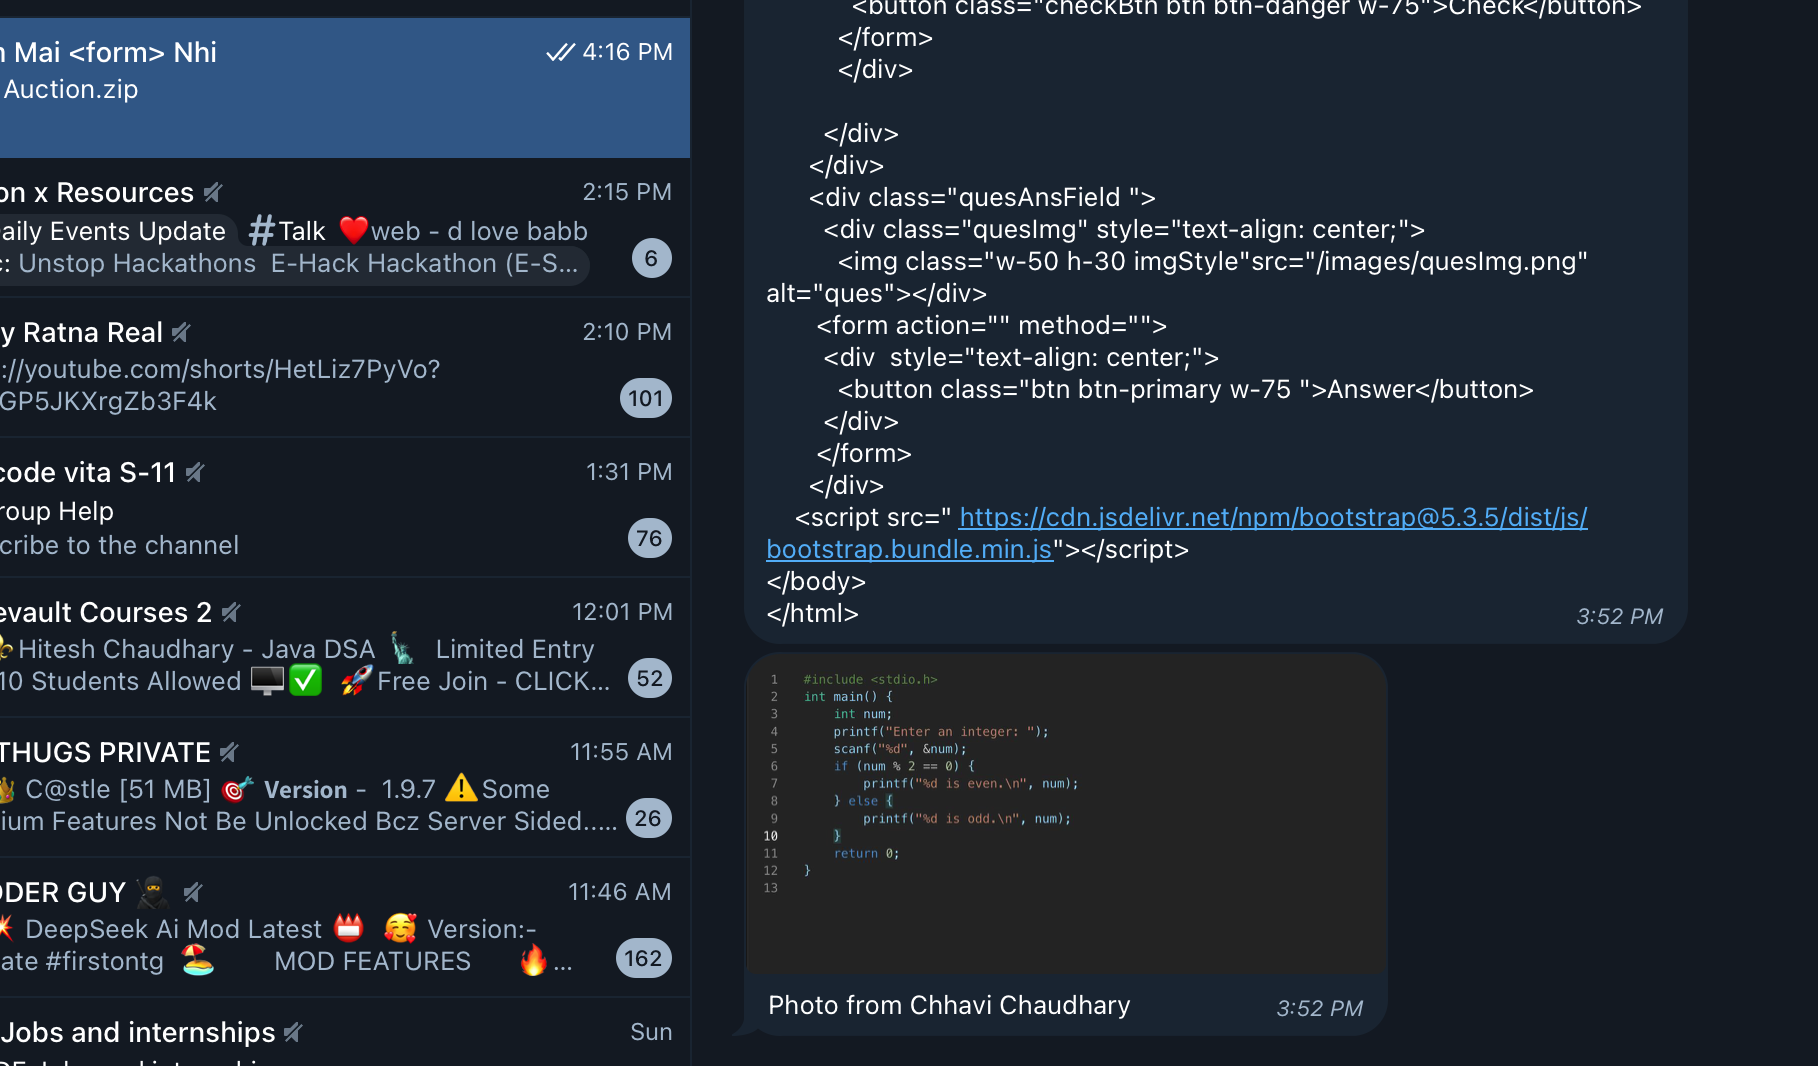 Mai <form> Nhi
4:16 PM
Auction.zip
on x Resources
2:15 PM
aily Events Update #Talk ❤️web - d love babb
: Unstop Hackathons E-Hack Hackathon (E-S...
6
y Ratna Real
2:10 PM
://youtube.com/shorts/HetLiz7PyVo?
GP5JKXrgZb3F4k
101
code vita S-11
1:31 PM
roup Help
cribe to the channel
76
evault Courses 2
12:01 PM
Hitesh Chaudhary - Java DSA 🗽 Limited Entry
10 Students Allowed 🖥️✅ 🚀Free Join - CLICK...
52
THUGS PRIVATE
11:55 AM
C@stle [51 MB] 🎯 Version - 1.9.7 ⚠️Some
ium Features Not Be Unlocked Bcz Server Sided.....
26
ODER GUY 🥷
11:46 AM
DeepSeek Ai Mod Latest 📛 🥰 Version:-
ate #firstontg 🏖️ MOD FEATURES 🔥...
162
Jobs and internships
Sun
<button class="checkBtn btn btn-danger w-75">Check</button>
</form>
</div>
</div>
</div>
<div class="quesAnsField ">
<div class="quesImg" style="text-align: center;">
<img class="w-50 h-30 imgStyle"src="/images/quesImg.png"
alt="ques"></div>
<form action="" method="">
<div  style="text-align: center;">
<button class="btn btn-primary w-75 ">Answer</button>
</div>
</form>
</div>
<script src=" https://cdn.jsdelivr.net/npm/bootstrap@5.3.5/dist/js/
bootstrap.bundle.min.js"></script>
</body>
</html>
3:52 PM
1 #include <stdio.h>
2 int main() {
3 int num;
4 printf("Enter an integer: ");
5 scanf("%d", &num);
6 if (num % 2 == 0) {
7 printf("%d is even.\n", num);
8 } else {
9 printf("%d is odd.\n", num);
10 }
11 return 0;
12 }
13
Photo from Chhavi Chaudhary
3:52 PM